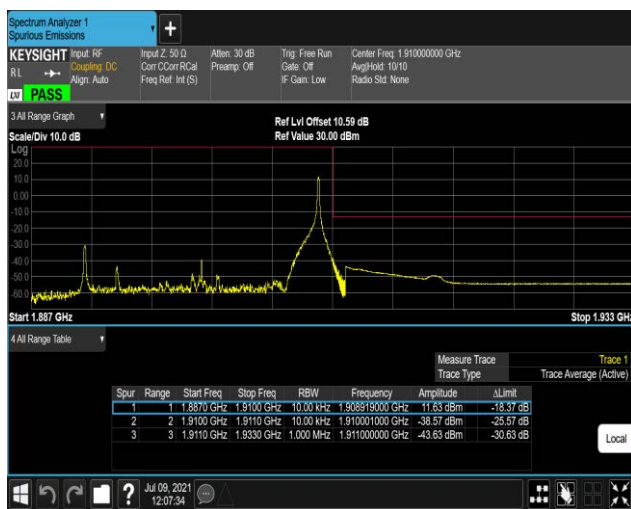 Spectrum Analyzer 1
Spurious Emissions
KEYSIGHT Input: RF Input Z: 50 Ω Atten: 30 dB Trig: Free Run Center Freq: 1.910000000 GHz
RL Coupling: DC Corr CCorr RCal Preamp: Off Gate: Off Avg|Hold: 10/10
Align: Auto Freq Ref: Int (S) IF Gain: Low Radio Std: None
LXI PASS
3 All Range Graph
Ref Lvl Offset 10.59 dB
Scale/Div 10.0 dB Ref Value 30.00 dBm
Log
20.0
10.0
0.00
-10.0
-20.0
-30.0
-40.0
-50.0
-60.0
Start 1.887 GHz Stop 1.933 GHz
4 All Range Table
Measure Trace Trace 1
Trace Type Trace Average (Active)
Spur Range Start Freq Stop Freq RBW Frequency Amplitude ΔLimit
1 1 1.8870 GHz 1.9100 GHz 10.00 kHz 1.908919000 GHz 11.63 dBm -18.37 dB
2 2 1.9100 GHz 1.9110 GHz 10.00 kHz 1.910001000 GHz -38.57 dBm -25.57 dB
3 3 1.9110 GHz 1.9330 GHz 1.000 MHz 1.911000000 GHz -43.63 dBm -30.63 dB
Local
? Jul 09, 2021
12:07:34